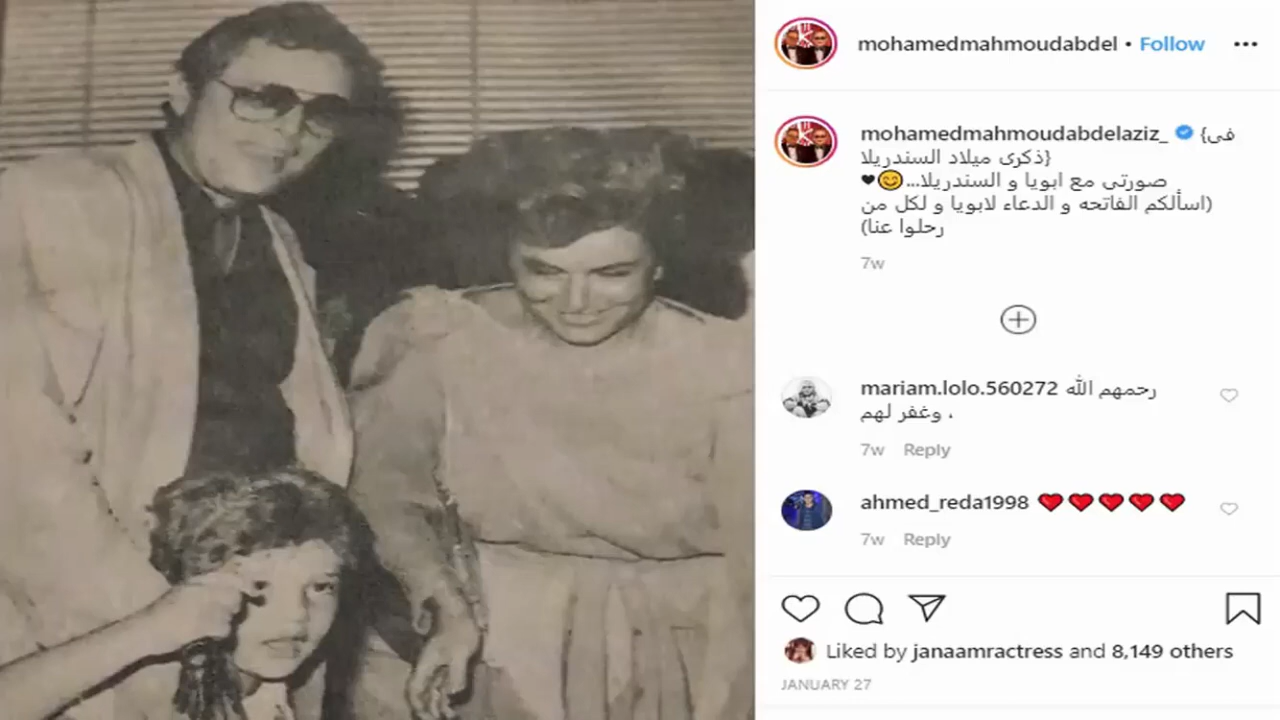 mohamedmahmoudabdel • Follow •••
mohamedmahmoudabdelaziz_ {فى
ذكرى ميلاد السندريلا}
صورتى مع ابويا و السندريلا...😊❤
(اسألكم الفاتحه و الدعاء لابويا و لكل من
رحلوا عنا)
7w
mariam.lolo.560272 رحمهم الله
وغفر لهم ،
7w Reply
ahmed_reda1998 ❤❤❤❤❤
7w Reply
Liked by janaamractress and 8,149 others
JANUARY 27